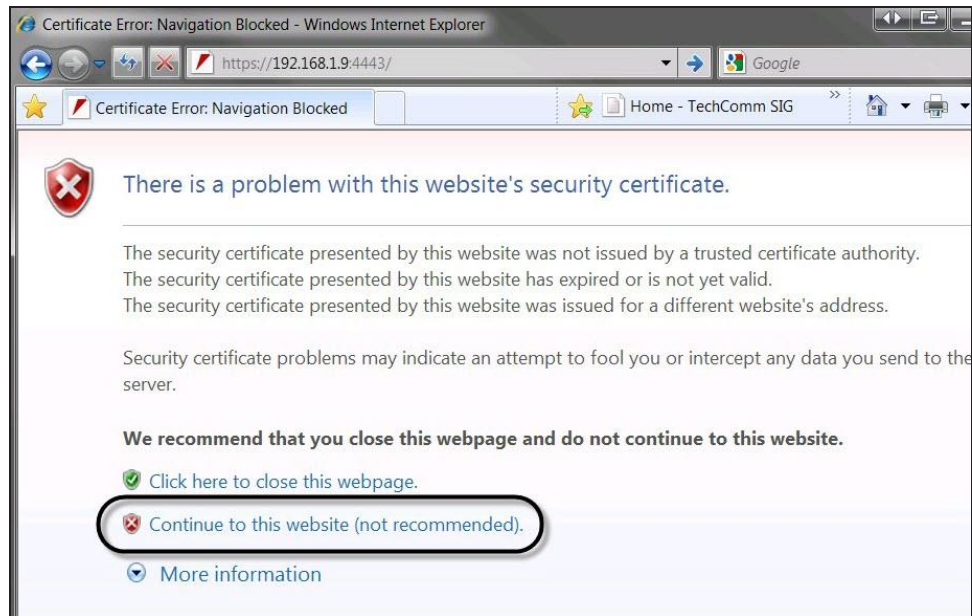 Certificate Error: Navigation Blocked - Windows Internet Explorer
https://192.168.1.9:4443/
Google
Certificate Error: Navigation Blocked
Home - TechComm SIG
There is a problem with this website's security certificate.
The security certificate presented by this website was not issued by a trusted certificate authority.
The security certificate presented by this website has expired or is not yet valid.
The security certificate presented by this website was issued for a different website's address.
Security certificate problems may indicate an attempt to fool you or intercept any data you send to the
server.
We recommend that you close this webpage and do not continue to this website.
Click here to close this webpage.
Continue to this website (not recommended).
More information